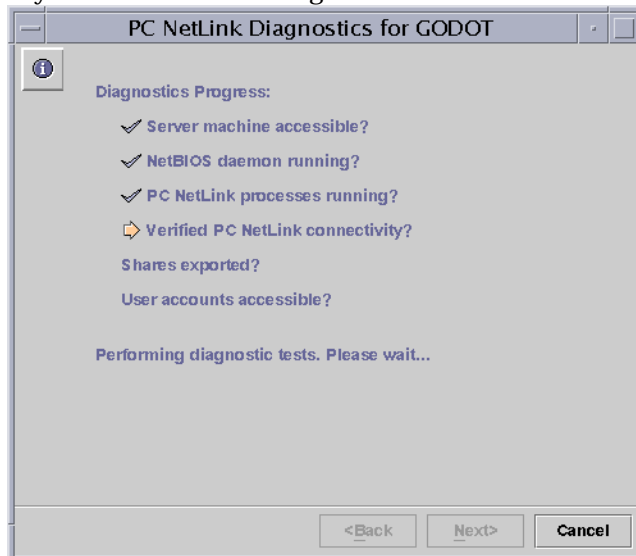 PC NetLink Diagnostics for GODOT
Diagnostics Progress:
Server machine accessible?
NetBIOS daemon running?
PC NetLink processes running?
Verified PC NetLink connectivity?
Shares exported?
User accounts accessible?
Performing diagnostic tests. Please wait...
<Back Next> Cancel